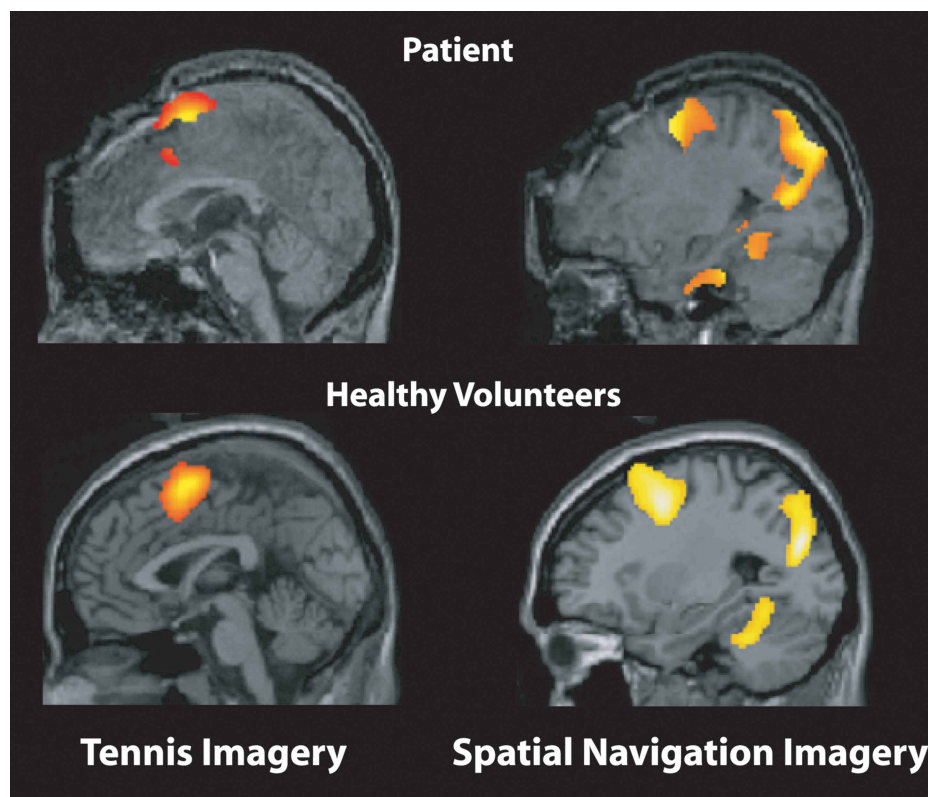 Patient
Healthy Volunteers
Tennis Imagery
Spatial Navigation Imagery